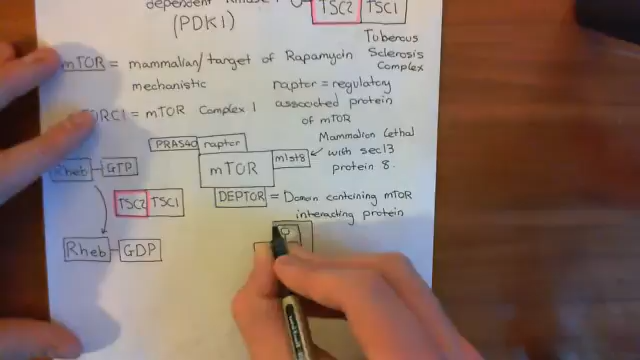 dependent kinase 1
(PDK1)
TSC2 TSC1
Tuberous
Sclerosis
Complex
mTOR = mammalian/ target of Rapamycin
mechanistic
raptor = regulatory
associated protein
of mTOR
ORC1 = mTOR Complex 1
PRAS40 raptor
mTOR
mlst8
Mammalian lethal
with sec13
protein 8.
Rheb GTP
TSC2 TSC1
DEPTOR = Domain containing mTOR
interacting protein
Rheb GDP